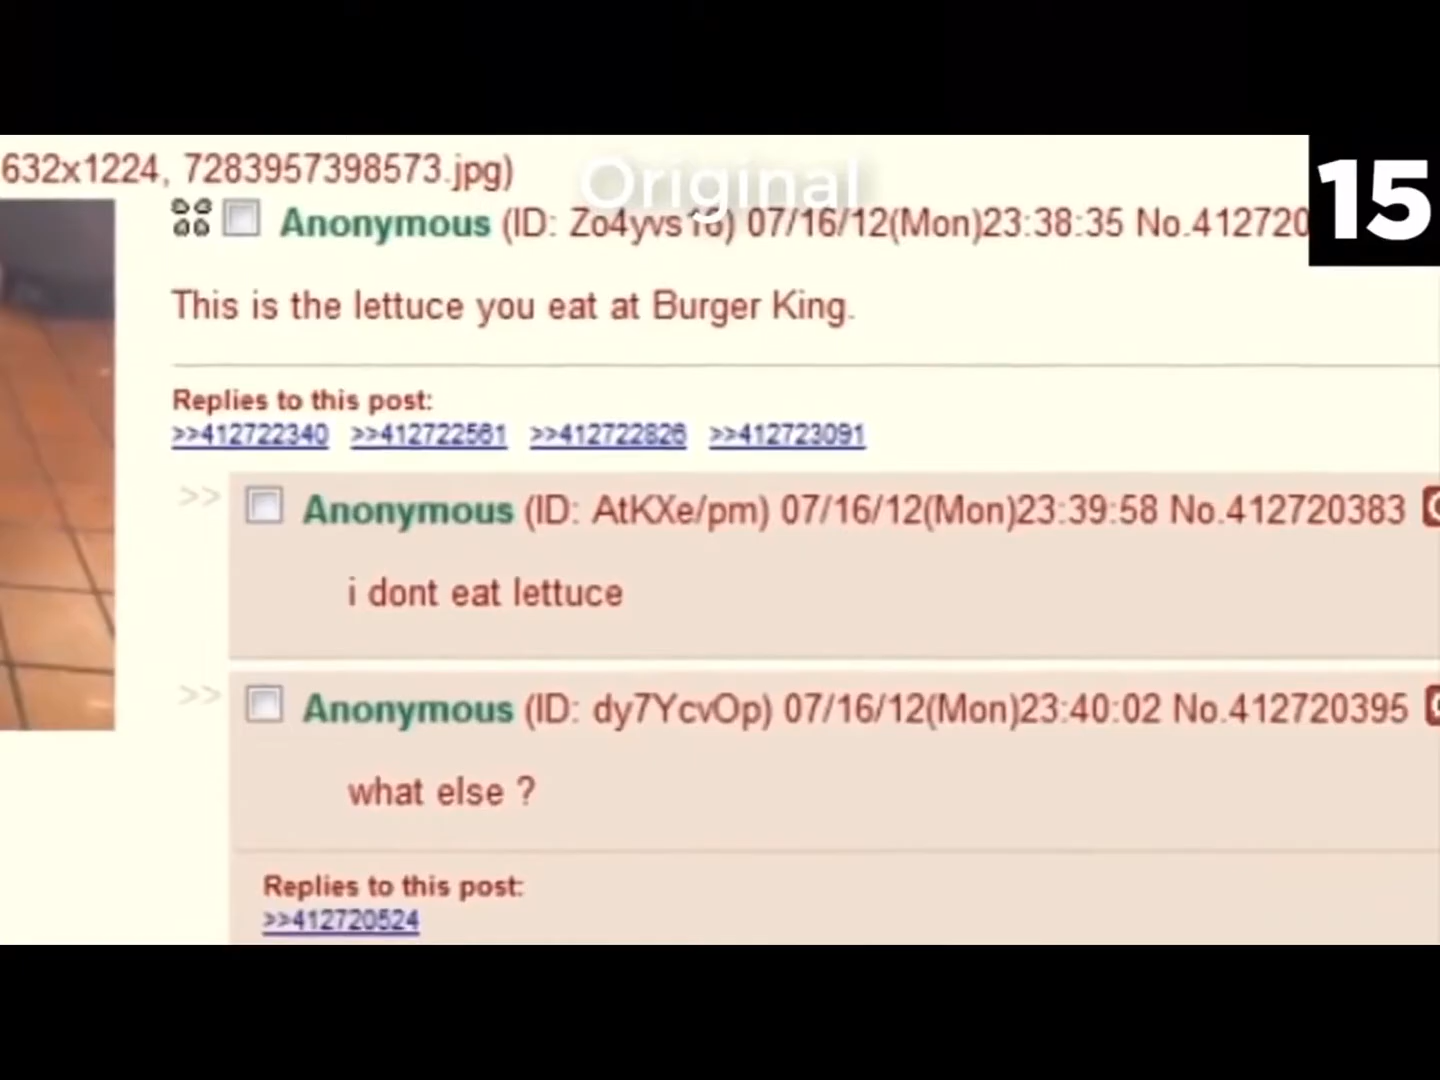 632x1224, 7283957398573.jpg)
Original
15
Anonymous (ID: Zo4yvs16) 07/16/12(Mon)23:38:35 No.412720
This is the lettuce you eat at Burger King.
Replies to this post:
>>412722340 >>412722561 >>412722826 >>412723091
>> Anonymous (ID: AtKXe/pm) 07/16/12(Mon)23:39:58 No.412720383
i dont eat lettuce
>> Anonymous (ID: dy7YcvOp) 07/16/12(Mon)23:40:02 No.412720395
what else ?
Replies to this post:
>>412720524